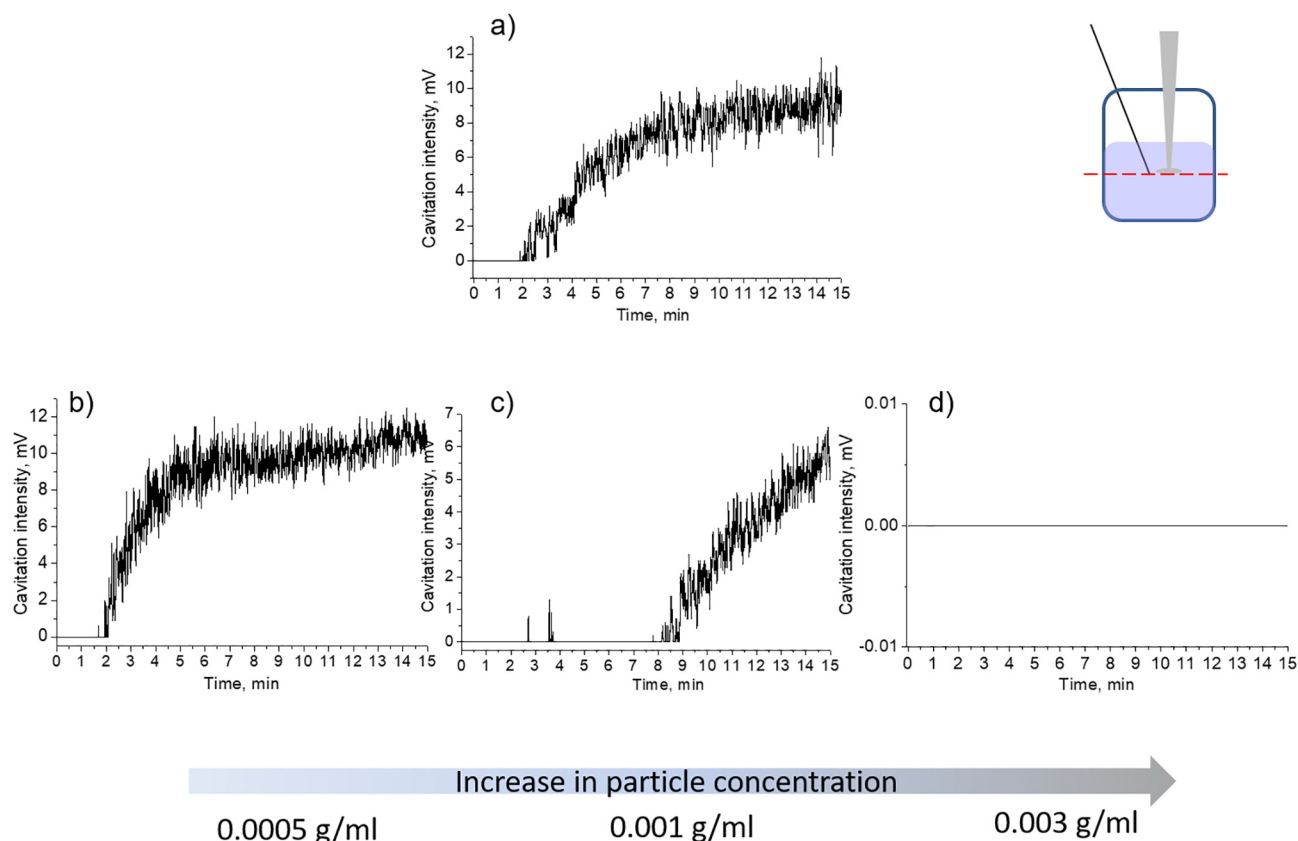 a)
Cavitation intensity, mV
12
10
8
6
4
2
0
0 1 2 3 4 5 6 7 8 9 10 11 12 13 14 15
Time, min
b)
Cavitation intensity, mV
12
10
8
6
4
2
0
0 1 2 3 4 5 6 7 8 9 10 11 12 13 14 15
Time, min
c)
Cavitation intensity, mV
7
6
5
4
3
2
1
0
0 1 2 3 4 5 6 7 8 9 10 11 12 13 14 15
Time, min
d)
Cavitation intensity, mV
0.01
0.00
-0.01
0 1 2 3 4 5 6 7 8 9 10 11 12 13 14 15
Time, min
Increase in particle concentration
0.0005 g/ml 0.001 g/ml 0.003 g/ml